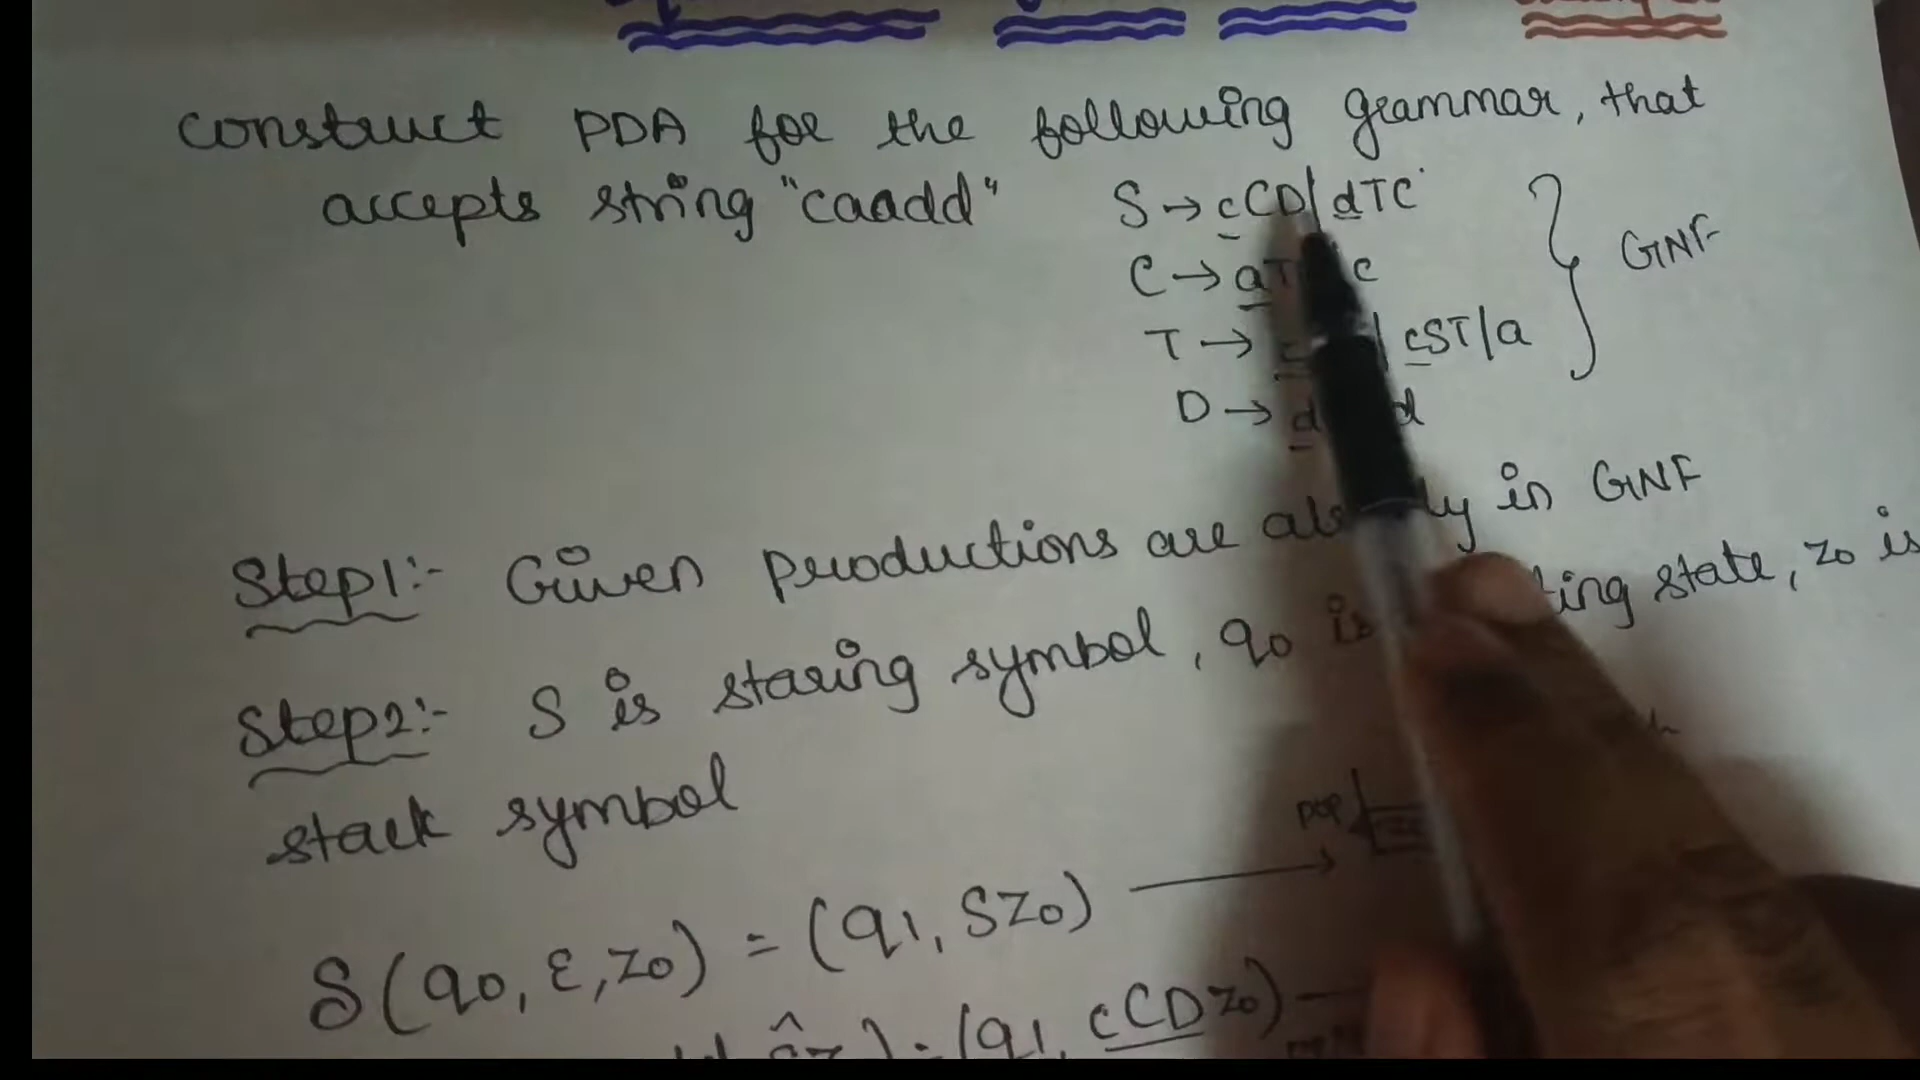 construct PDA for the following grammar, that
accepts string "caadd" S → cCD/ dTC
C → aT c
T → cST/a
D → d d
Step1:- Given productions are in GNF
GNF
Step2:- S is staring symbol, q0 is state, z0 is
stack symbol
pop
δ(q0, ε, z0) = (q1, Sz0)
(q1, cCDz0)